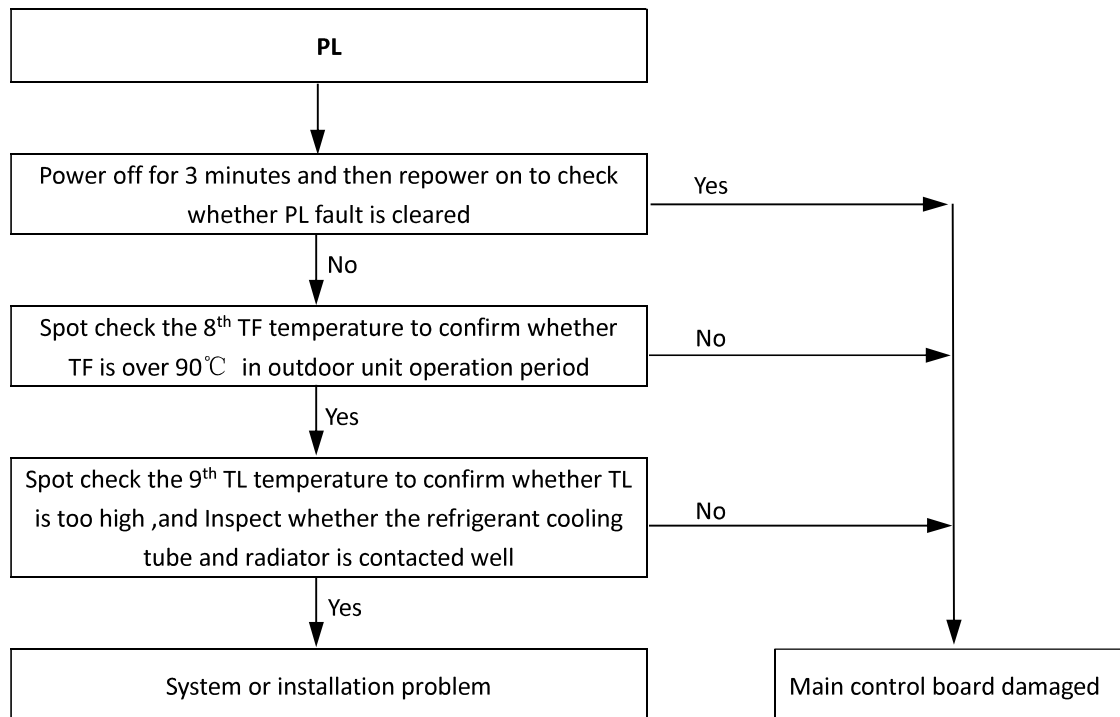 PL
Power off for 3 minutes and then repower on to check
whether PL fault is cleared
Yes
No
Spot check the 8th TF temperature to confirm whether
TF is over 90℃ in outdoor unit operation period
No
Yes
Spot check the 9th TL temperature to confirm whether TL
is too high ,and Inspect whether the refrigerant cooling
tube and radiator is contacted well
No
Yes
System or installation problem
Main control board damaged